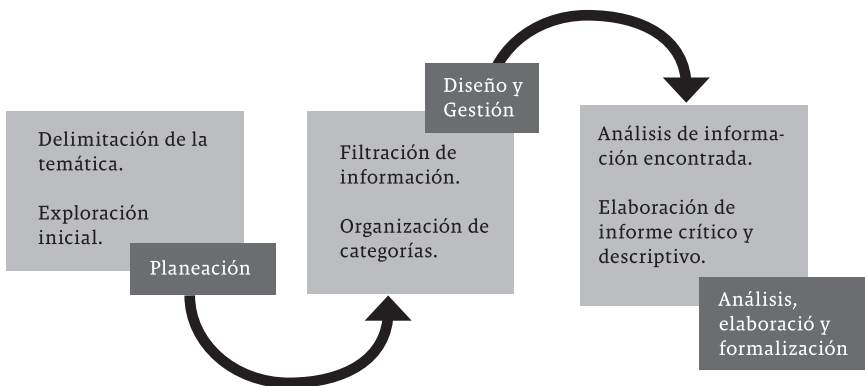 Delimitación de la
temática.
Exploración
inicial.
Planeación
Diseño y
Gestión
Filtración de
información.
Organización de
categorías.
Análisis de informa-
ción encontrada.
Elaboración de
informe crítico y
descriptivo.
Análisis,
elaboració y
formalización